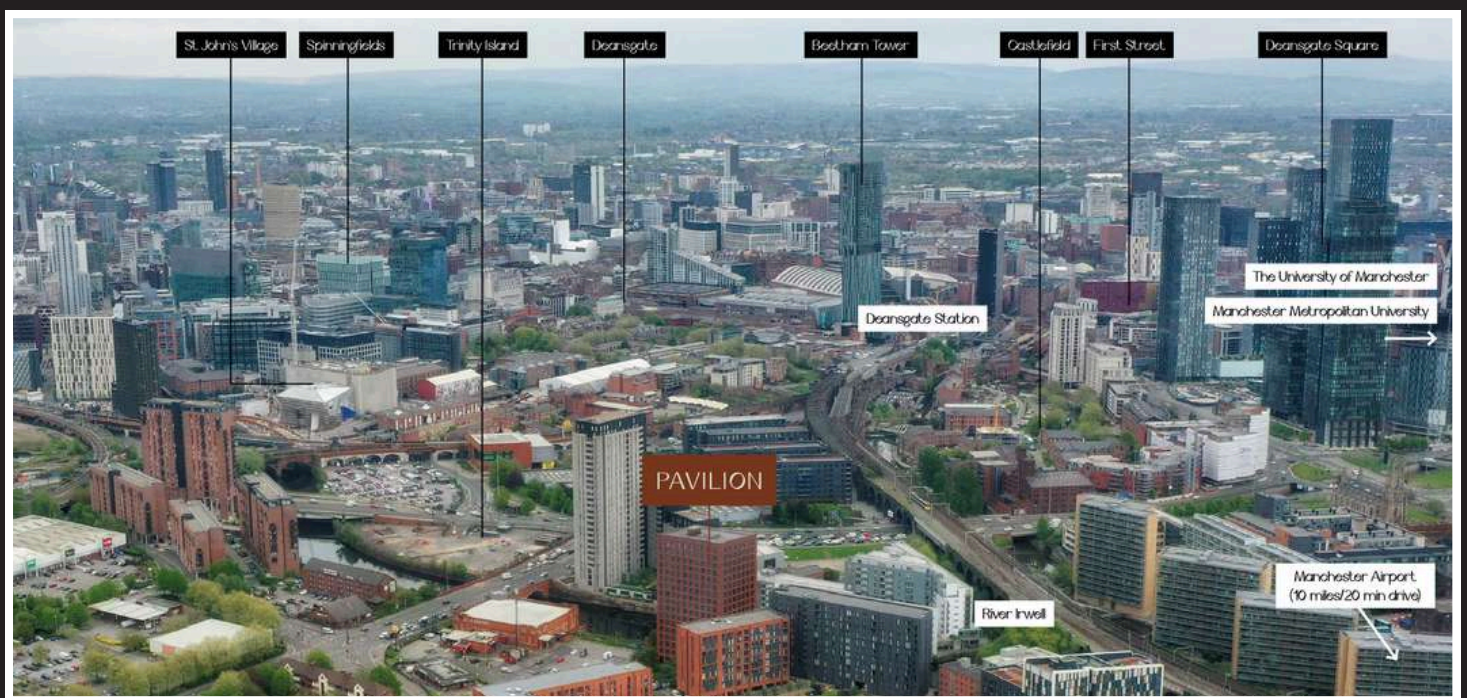 St. John's Village
Spinningfields
Trinity Island
Deansgate
Beetham Tower
Castlefield
First Street
Deansgate Square
The University of Manchester
Manchester Metropolitan University
Deansgate Station
PAVILION
Manchester Airport
(10 miles/20 min drive)
River Irwell